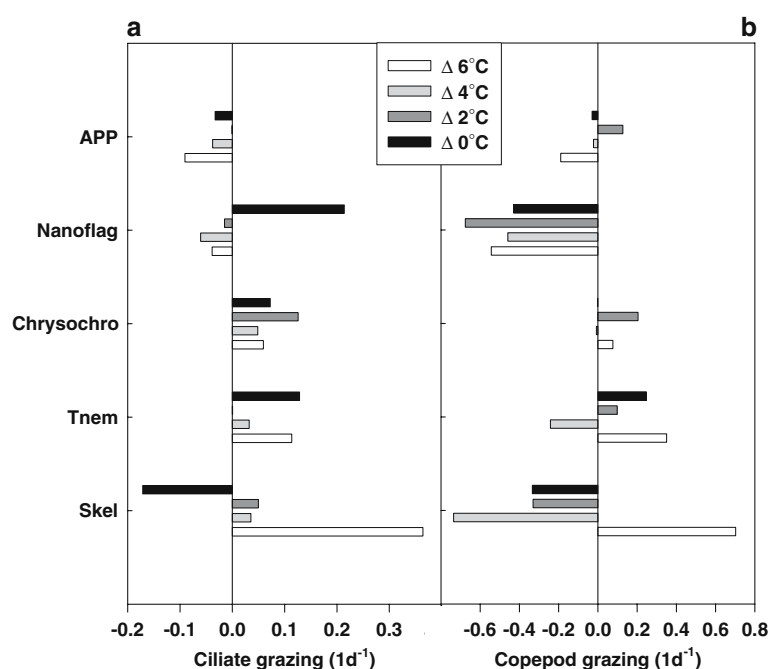 a
b
Δ 6°C
Δ 4°C
Δ 2°C
Δ 0°C
APP
Nanoflag
Chrysochro
Tnem
Skel
-0.2 -0.1 0.0 0.1 0.2 0.3
-0.6 -0.4 -0.2 0.0 0.2 0.4 0.6 0.8
Ciliate grazing (1d⁻¹)
Copepod grazing (1d⁻¹)